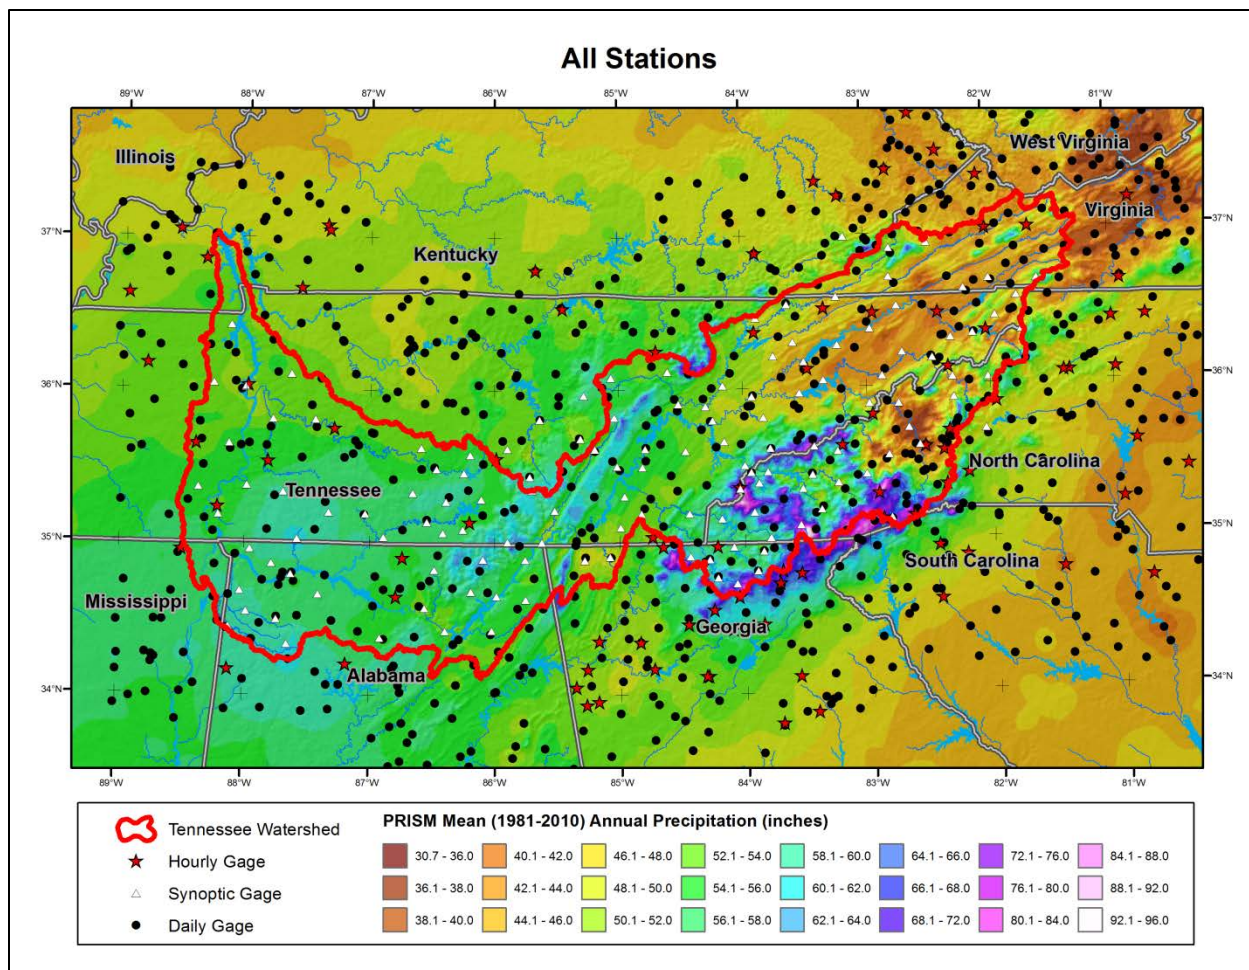 All Stations
89°W 88°W 87°W 86°W 85°W 84°W 83°W 82°W 81°W
Illinois
West Virginia
Virginia
37°N 37°N
Kentucky
36°N 36°N
Tennessee
North Carolina
35°N 35°N
South Carolina
Mississippi
Georgia
Alabama
34°N 34°N
89°W 88°W 87°W 86°W 85°W 84°W 83°W 82°W 81°W
Tennessee Watershed
Hourly Gage
Synoptic Gage
Daily Gage
PRISM Mean (1981-2010) Annual Precipitation (inches)
30.7 - 36.0 40.1 - 42.0 46.1 - 48.0 52.1 - 54.0 58.1 - 60.0 64.1 - 66.0 72.1 - 76.0 84.1 - 88.0
36.1 - 38.0 42.1 - 44.0 48.1 - 50.0 54.1 - 56.0 60.1 - 62.0 66.1 - 68.0 76.1 - 80.0 88.1 - 92.0
38.1 - 40.0 44.1 - 46.0 50.1 - 52.0 56.1 - 58.0 62.1 - 64.0 68.1 - 72.0 80.1 - 84.0 92.1 - 96.0